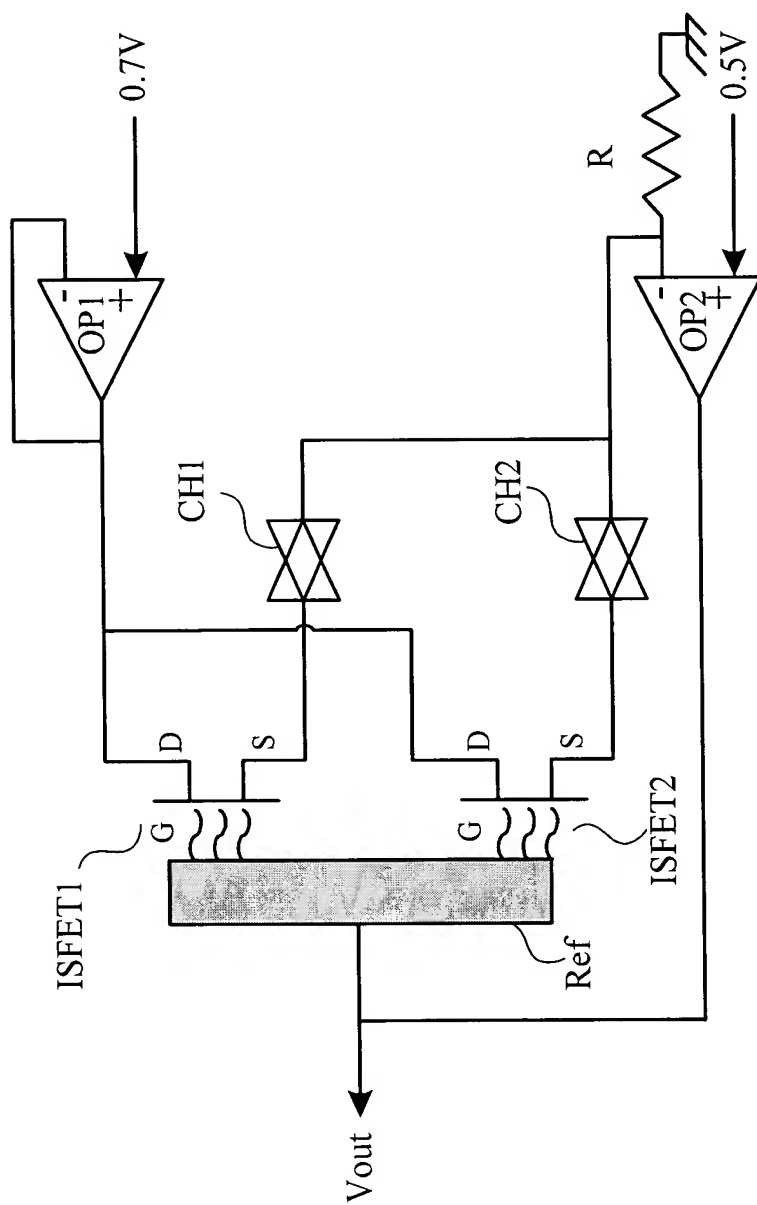 0.7V
-
OP1
+
CH1
D
S
G
ISFET1
R
0.5V
-
OP2
+
CH2
D
S
G
ISFET2
Ref
Vout